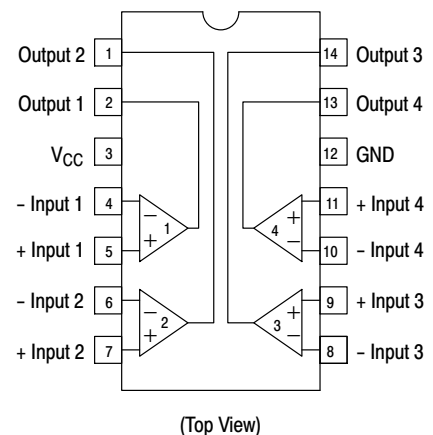 Output 2 1 14 Output 3
Output 1 2 13 Output 4
VCC 3 12 GND
– Input 1 4 – 11 + Input 4
1 + 4
+ Input 1 5 + – 10 – Input 4
– Input 2 6 – 9 + Input 3
2 + 3
+ Input 2 7 + – 8 – Input 3
(Top View)